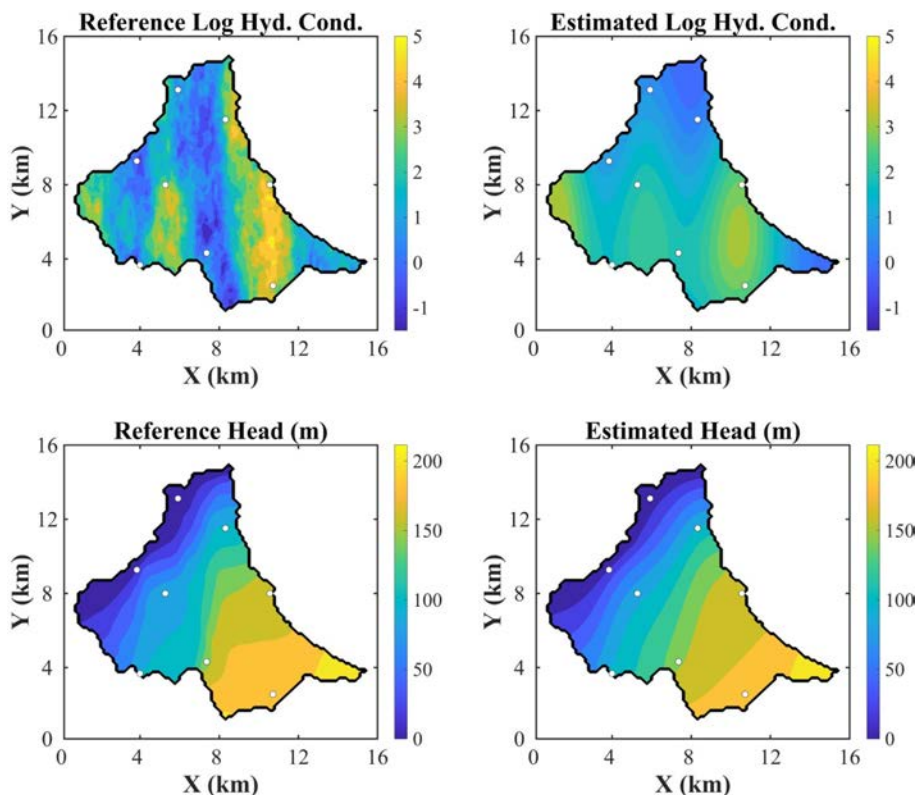 Reference Log Hyd. Cond.
16
12
8
4
0
Y (km)
0 4 8 12 16
X (km)
5
4
3
2
1
0
-1
Estimated Log Hyd. Cond.
16
12
8
4
0
Y (km)
0 4 8 12 16
X (km)
5
4
3
2
1
0
-1
Reference Head (m)
16
12
8
4
0
Y (km)
0 4 8 12 16
X (km)
200
150
100
50
0
Estimated Head (m)
16
12
8
4
0
Y (km)
0 4 8 12 16
X (km)
200
150
100
50
0